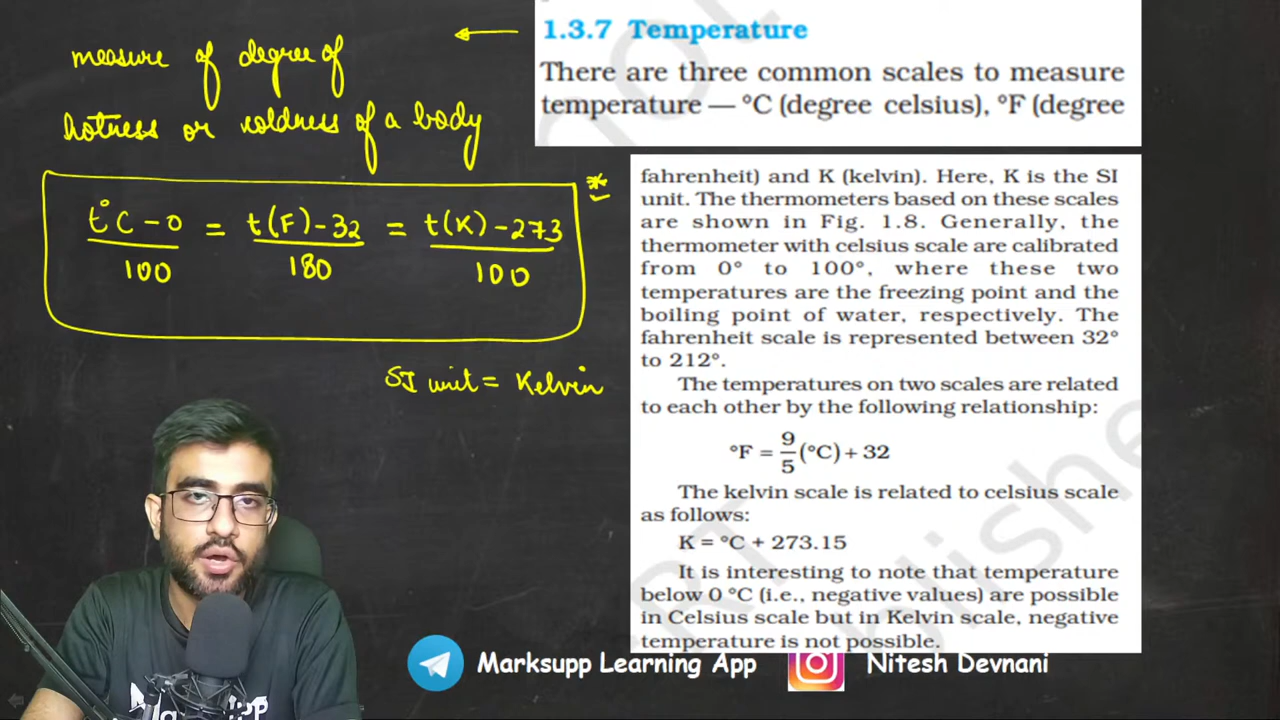 measure of degree of
hotness or coldness of a body
t°C - 0 / 100 = t(F) - 32 / 180 = t(K) - 273 / 100 *
SI unit = Kelvin
1.3.7 Temperature
There are three common scales to measure
temperature — °C (degree celsius), °F (degree
fahrenheit) and K (kelvin). Here, K is the SI
unit. The thermometers based on these scales
are shown in Fig. 1.8. Generally, the
thermometer with celsius scale are calibrated
from 0° to 100°, where these two
temperatures are the freezing point and the
boiling point of water, respectively. The
fahrenheit scale is represented between 32°
to 212°.
The temperatures on two scales are related
to each other by the following relationship:
°F = 9/5 (°C) + 32
The kelvin scale is related to celsius scale
as follows:
K = °C + 273.15
It is interesting to note that temperature
below 0 °C (i.e., negative values) are possible
in Celsius scale but in Kelvin scale, negative
temperature is not possible.
Marksupp Learning App
Nitesh Devnani